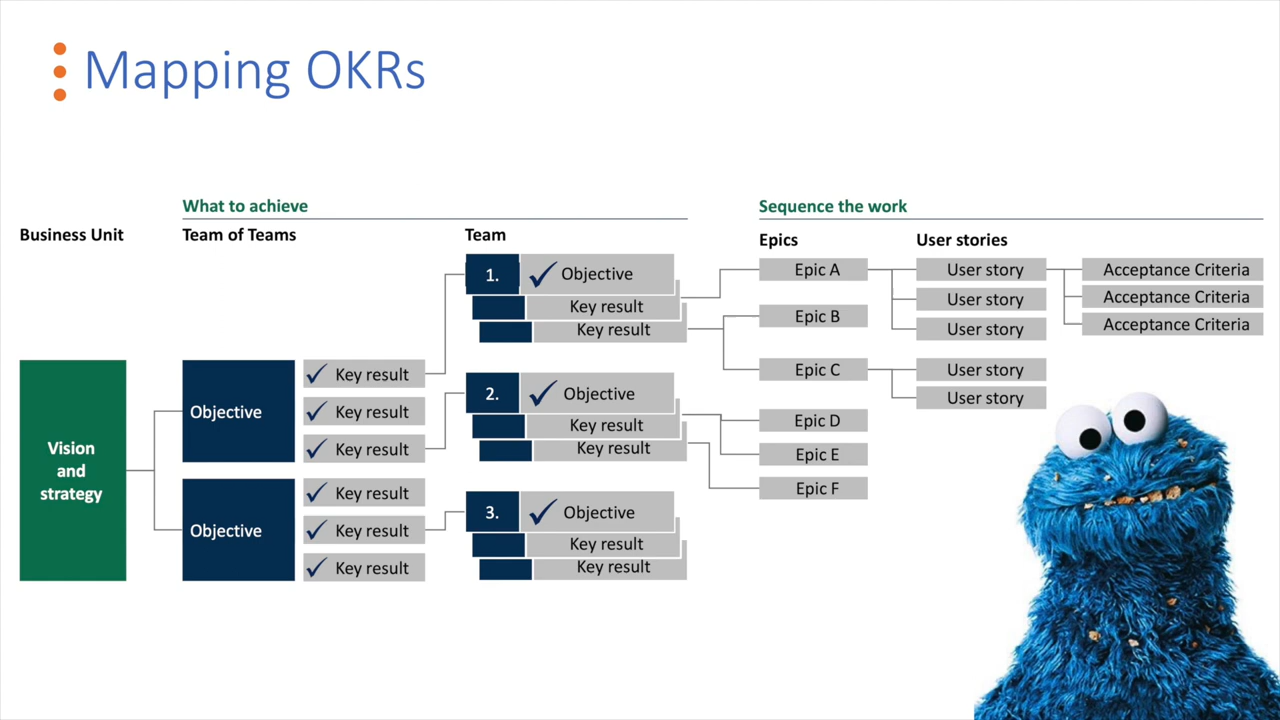 Mapping OKRs
What to achieve
Sequence the work
Business Unit
Team of Teams
Team
Epics
User stories
Vision
and
strategy
Objective
Key result
Key result
Key result
Objective
Key result
Key result
Key result
1.
Objective
Key result
Key result
2.
Objective
Key result
Key result
3.
Objective
Key result
Key result
Epic A
Epic B
Epic C
Epic D
Epic E
Epic F
User story
User story
User story
User story
User story
Acceptance Criteria
Acceptance Criteria
Acceptance Criteria